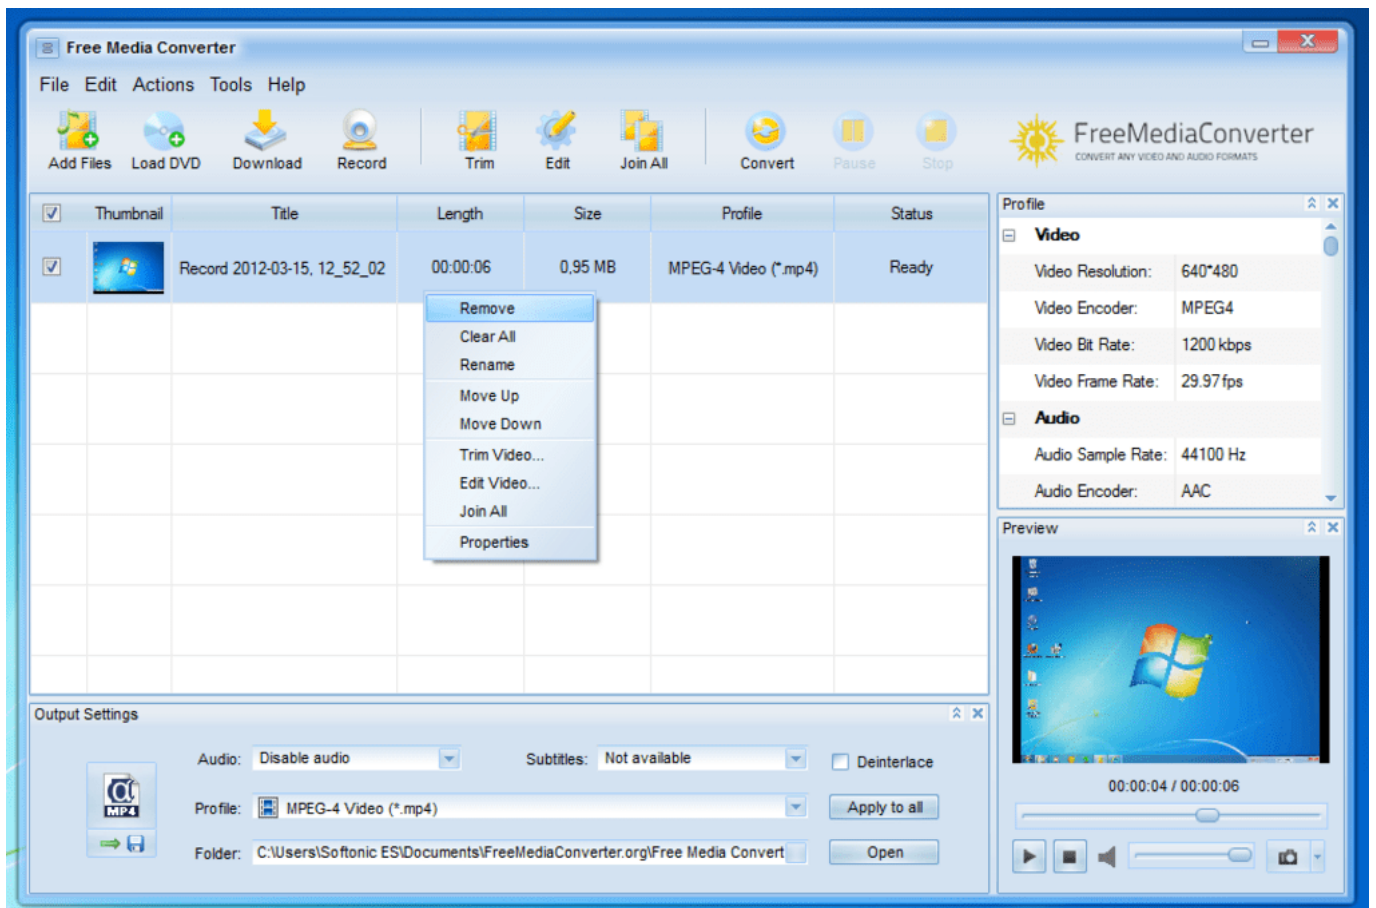 Free Media Converter
File Edit Actions Tools Help
Add Files Load DVD Download Record Trim Edit Join All Convert Pause Stop
FreeMediaConverter
CONVERT ANY VIDEO AND AUDIO FORMATS
Thumbnail Title Length Size Profile Status
Record 2012-03-15, 12_52_02 00:00:06 0,95 MB MPEG-4 Video (*.mp4) Ready
Remove
Clear All
Rename
Move Up
Move Down
Trim Video...
Edit Video...
Join All
Properties
Profile
Video
Video Resolution: 640*480
Video Encoder: MPEG4
Video Bit Rate: 1200 kbps
Video Frame Rate: 29.97 fps
Audio
Audio Sample Rate: 44100 Hz
Audio Encoder: AAC
Preview
00:00:04 / 00:00:06
Output Settings
Audio: Disable audio Subtitles: Not available Deinterlace
@
MP4
Profile: MPEG-4 Video (*.mp4) Apply to all
Folder: C:\Users\Softonic ES\Documents\FreeMediaConverter.org\Free Media Convert Open